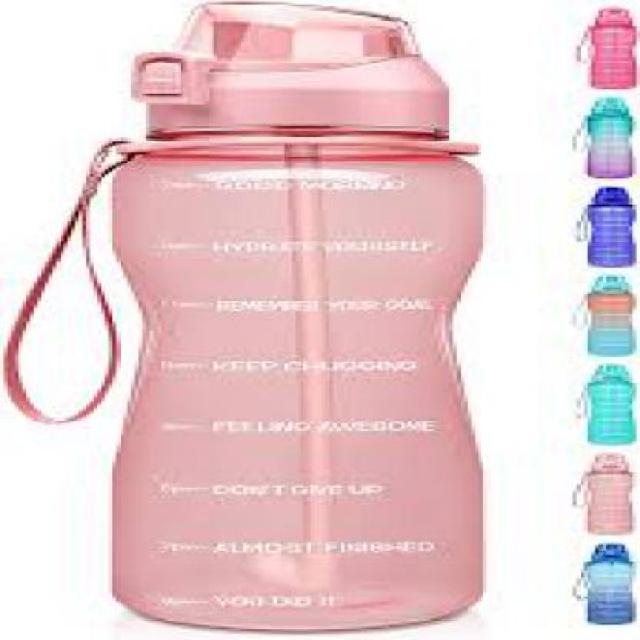 GOOD MORNING
HYDRATE YOURSELF
REMEMBER YOUR GOAL
KEEP CHUGGING
FEELING AWESOME
DON'T GIVE UP
ALMOST FINISHED
YOU DID IT